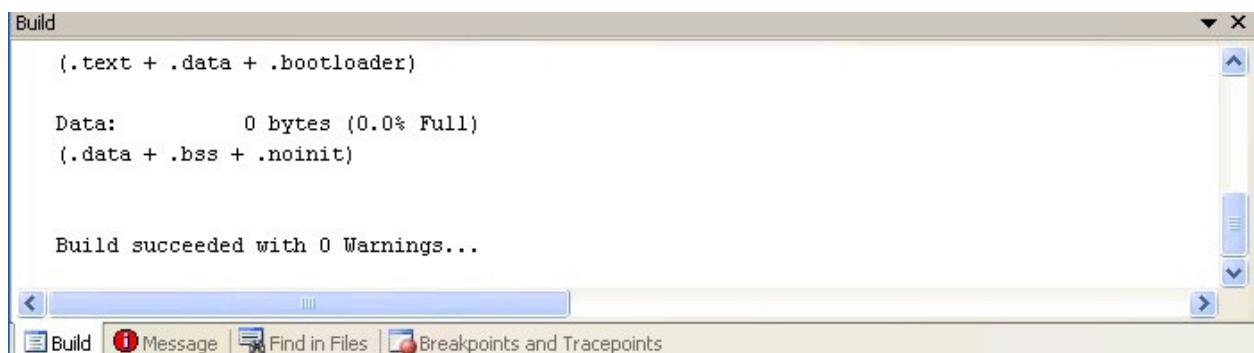 Build
(.text + .data + .bootloader)
Data: 0 bytes (0.0% Full)
(.data + .bss + .noinit)
Build succeeded with 0 Warnings...
Build Message Find in Files Breakpoints and Tracepoints